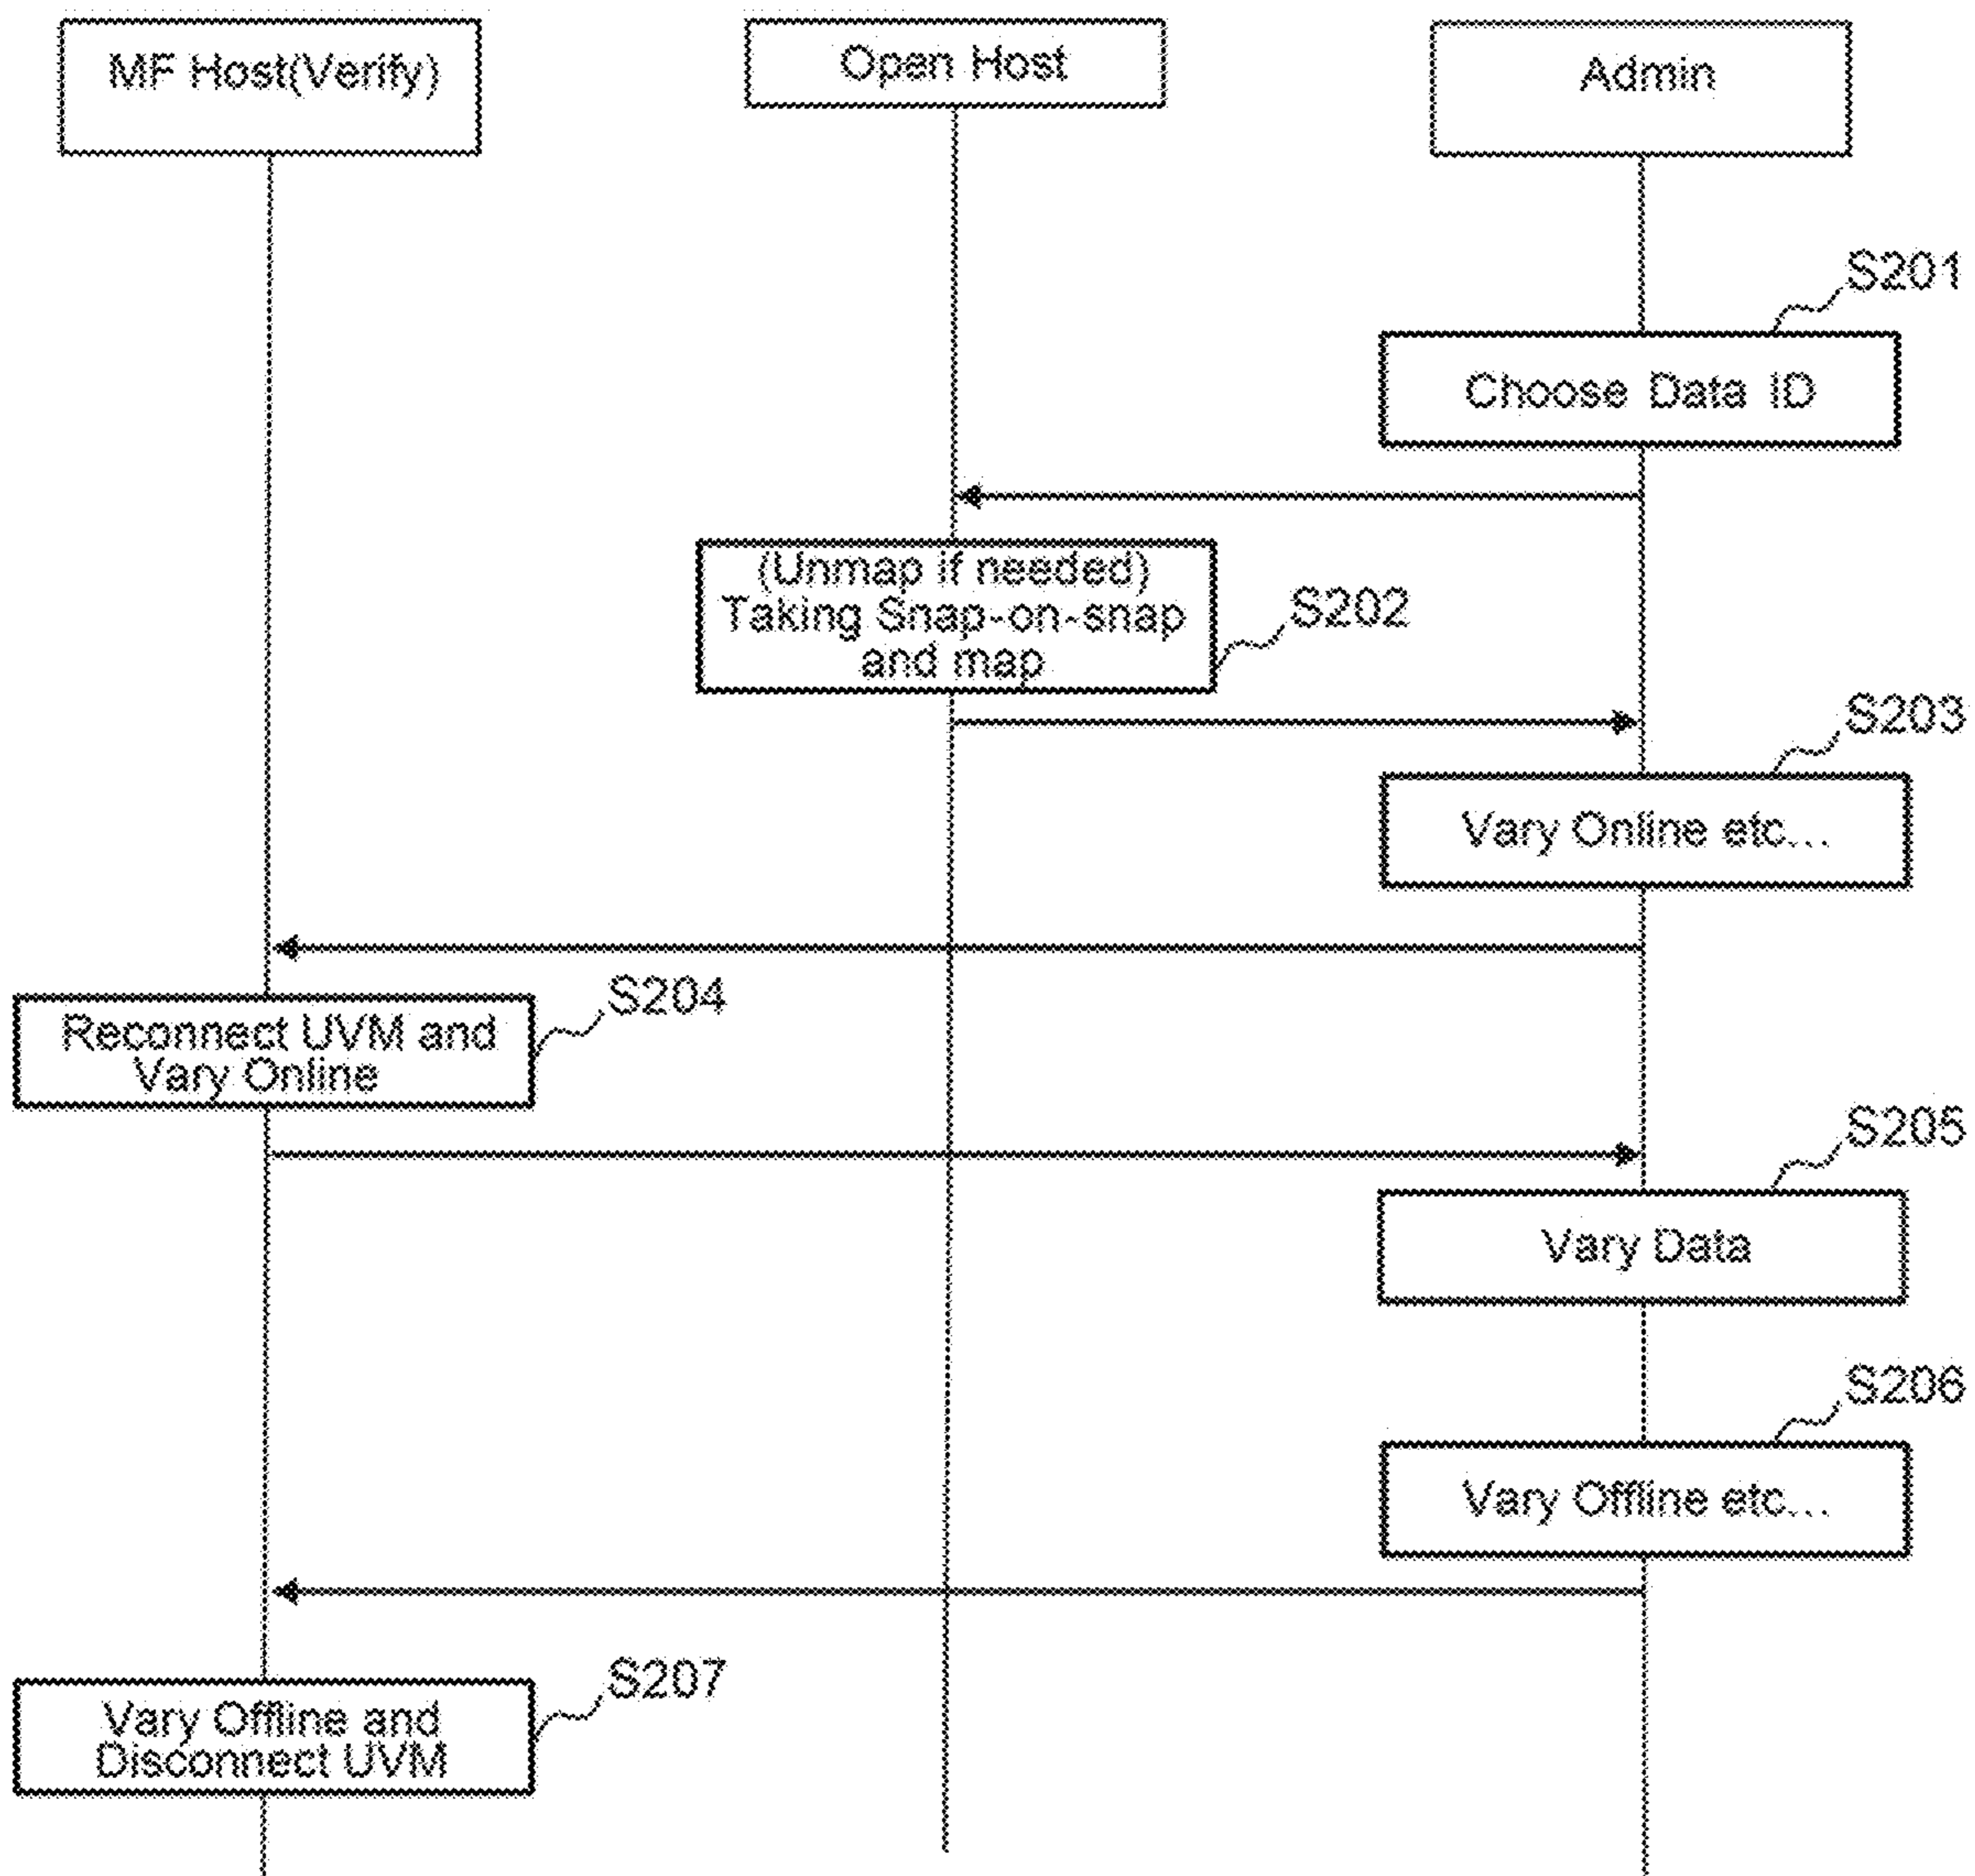 MF Host(Verify)
Open Host
Admin
S201
Choose Data ID
(Unmap if needed)
Taking Snap-on-snap
and map
S202
S203
Vary Online etc...
S204
Reconnect UVM and
Vary Online
S205
Vary Data
S206
Vary Offline etc...
S207
Vary Offline and
Disconnect UVM